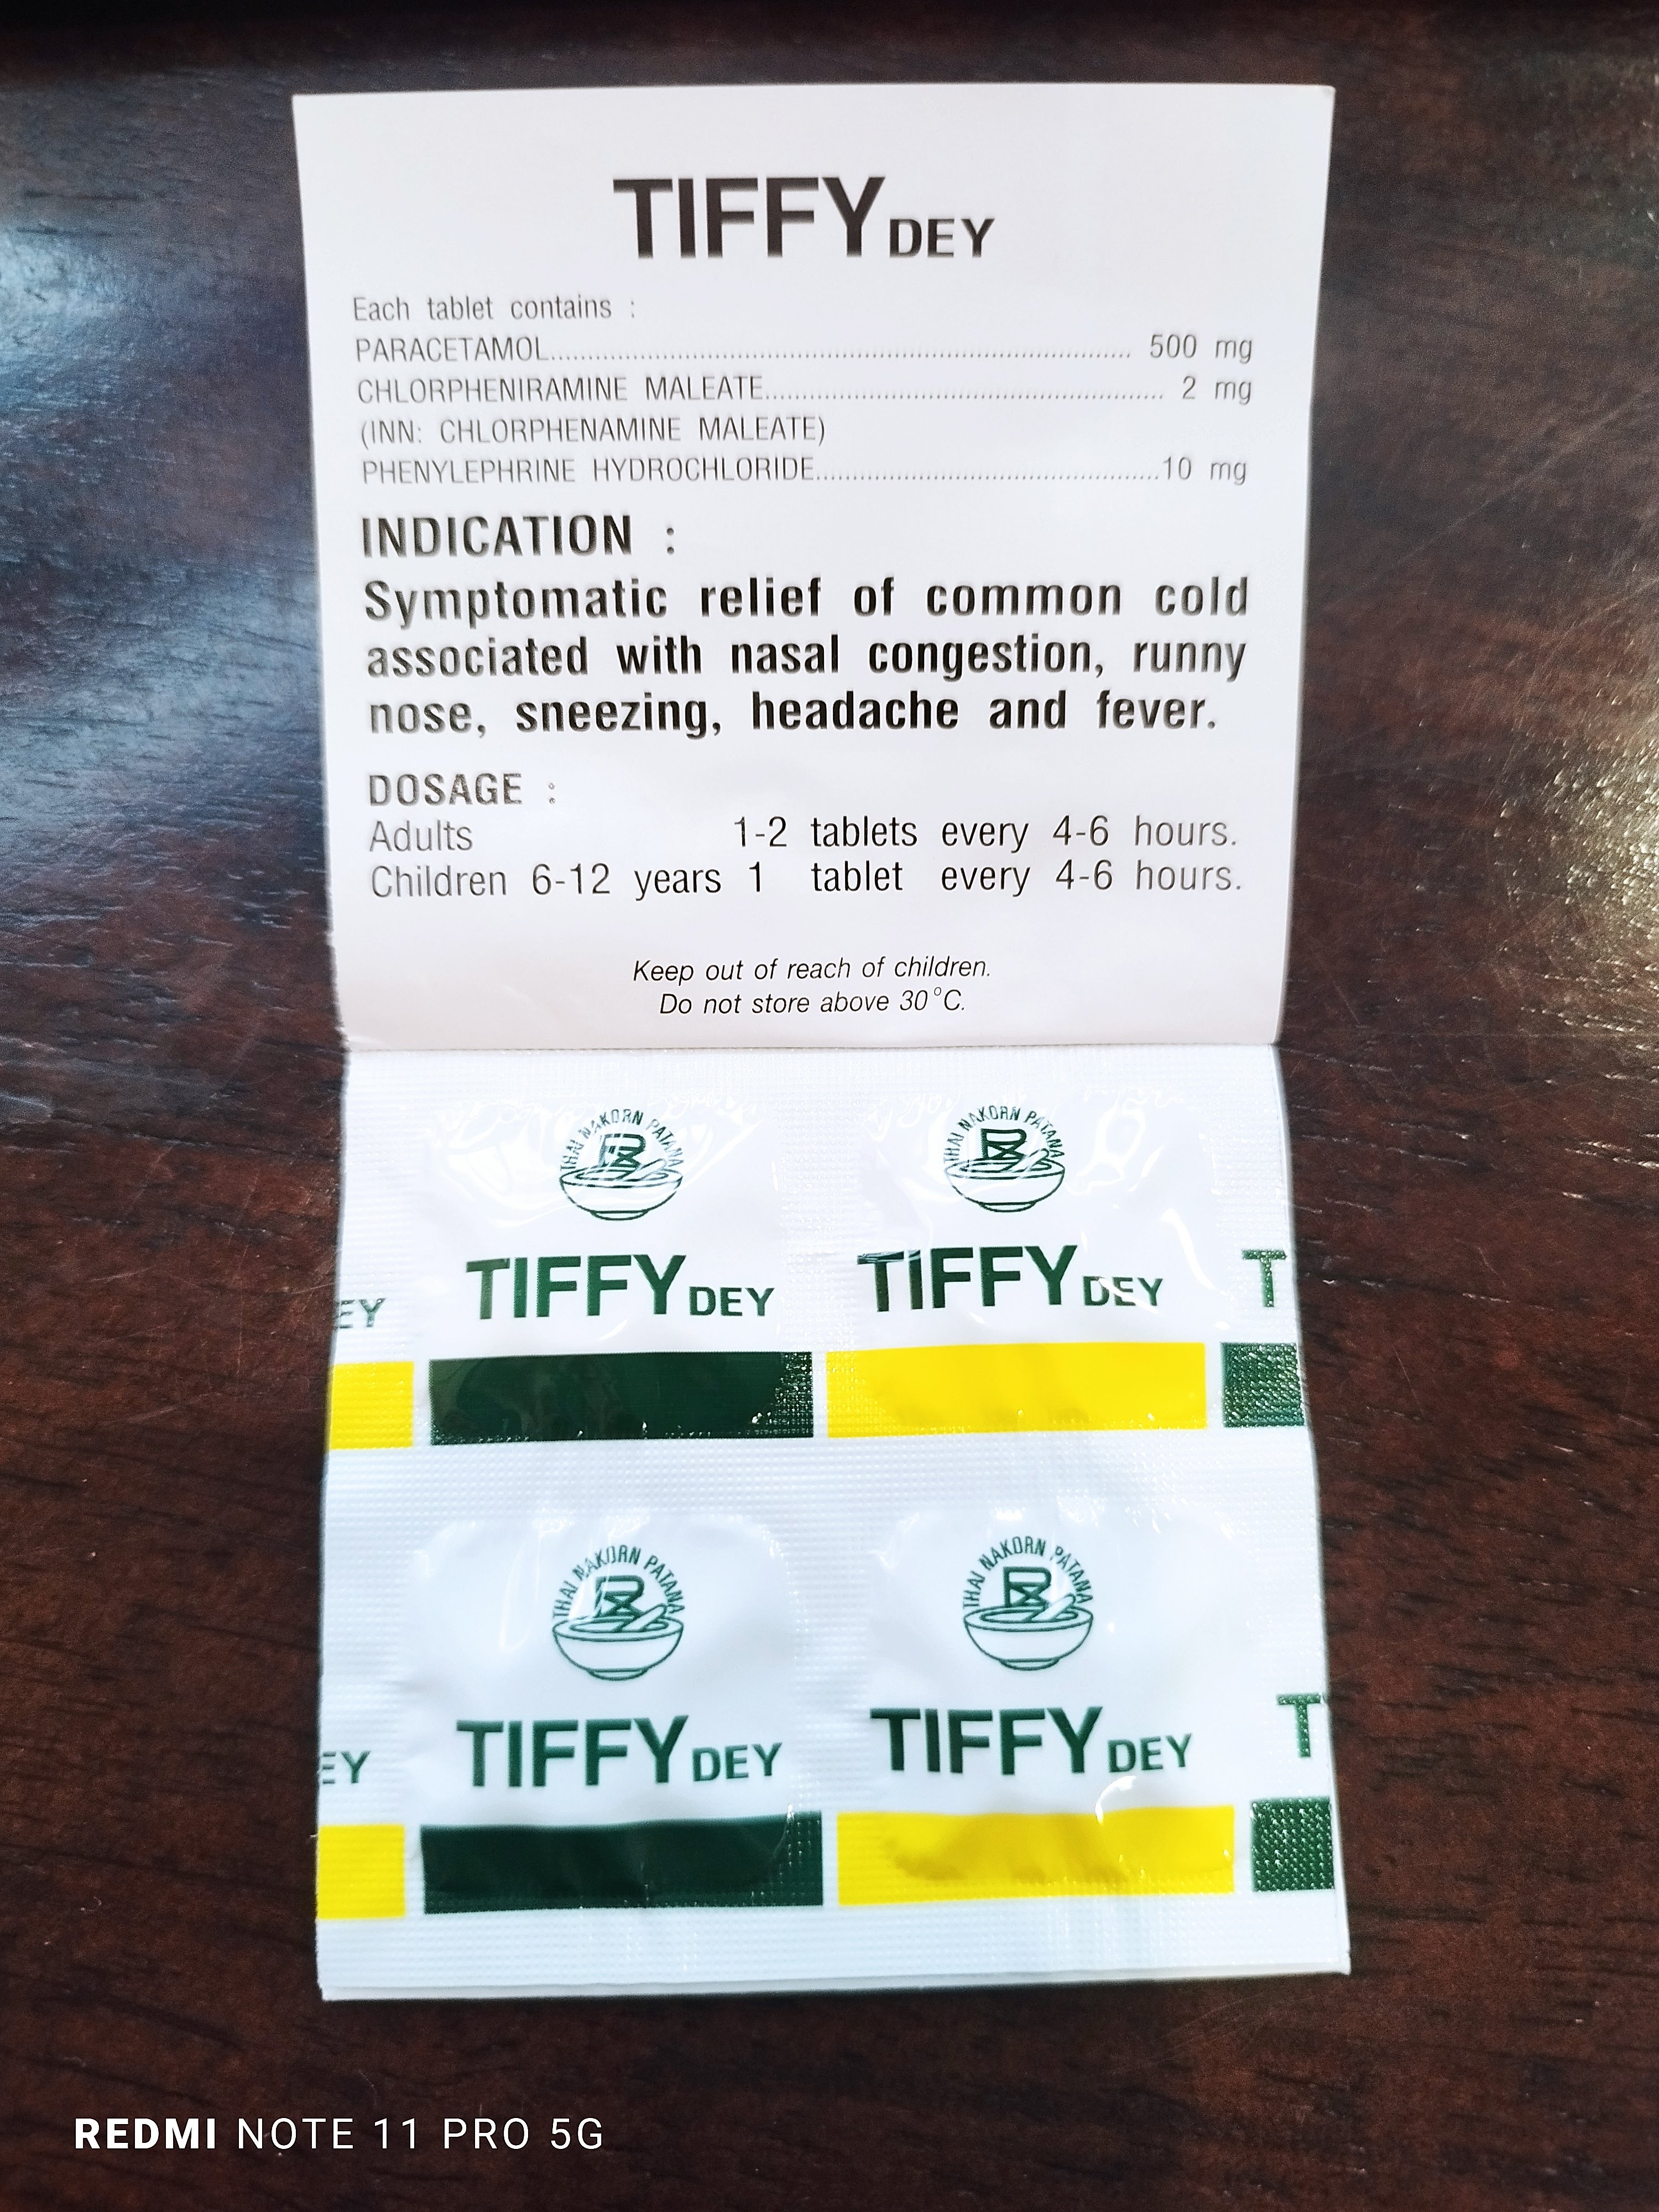 TIFFY DEY
Each tablet contains :
PARACETAMOL.......... 500 mg
CHLORPHENIRAMINE MALEATE.......... 2 mg
(INN: CHLORPHENAMINE MALEATE)
PHENYLEPHRINE HYDROCHLORIDE..........10 mg
INDICATION :
Symptomatic relief of common cold
associated with nasal congestion, runny
nose, sneezing, headache and fever.
DOSAGE :
Adults 1-2 tablets every 4-6 hours.
Children 6-12 years 1 tablet every 4-6 hours.
Keep out of reach of children.
Do not store above 30°C.
THAI NAKORN PATANA THAI NAKORN PATANA
EY TIFFY DEY TIFFY DEY T
THAI NAKORN PATANA THAI NAKORN PATANA
EY TIFFY DEY TIFFY DEY T
REDMI NOTE 11 PRO 5G